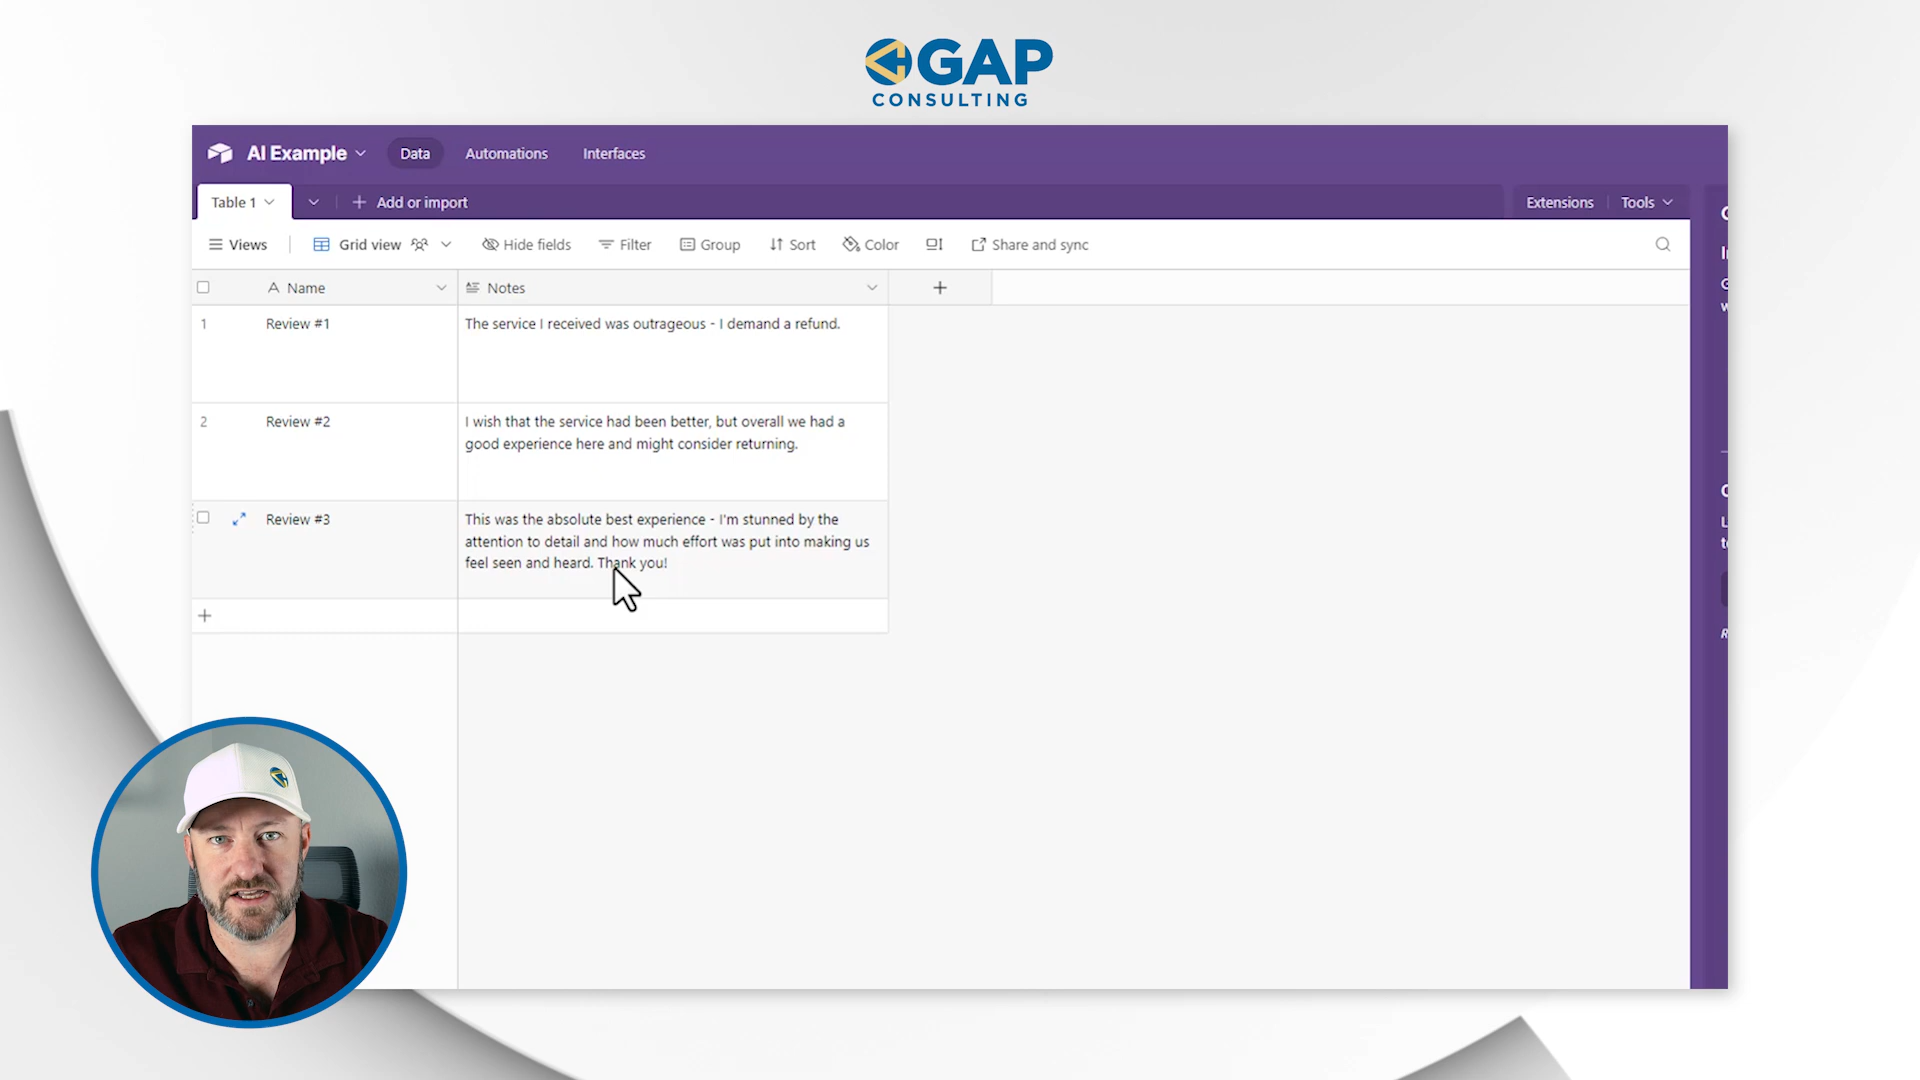 GAP
CONSULTING
AI Example
Data
Automations
Interfaces
Table 1
Add or import
Extensions
Tools
Views
Grid view
Hide fields
Filter
Group
Sort
Color
Share and sync
Name
Notes
1
Review #1
The service I received was outrageous - I demand a refund.
2
Review #2
I wish that the service had been better, but overall we had a
good experience here and might consider returning.
Review #3
This was the absolute best experience - I'm stunned by the
attention to detail and how much effort was put into making us
feel seen and heard. Thank you!